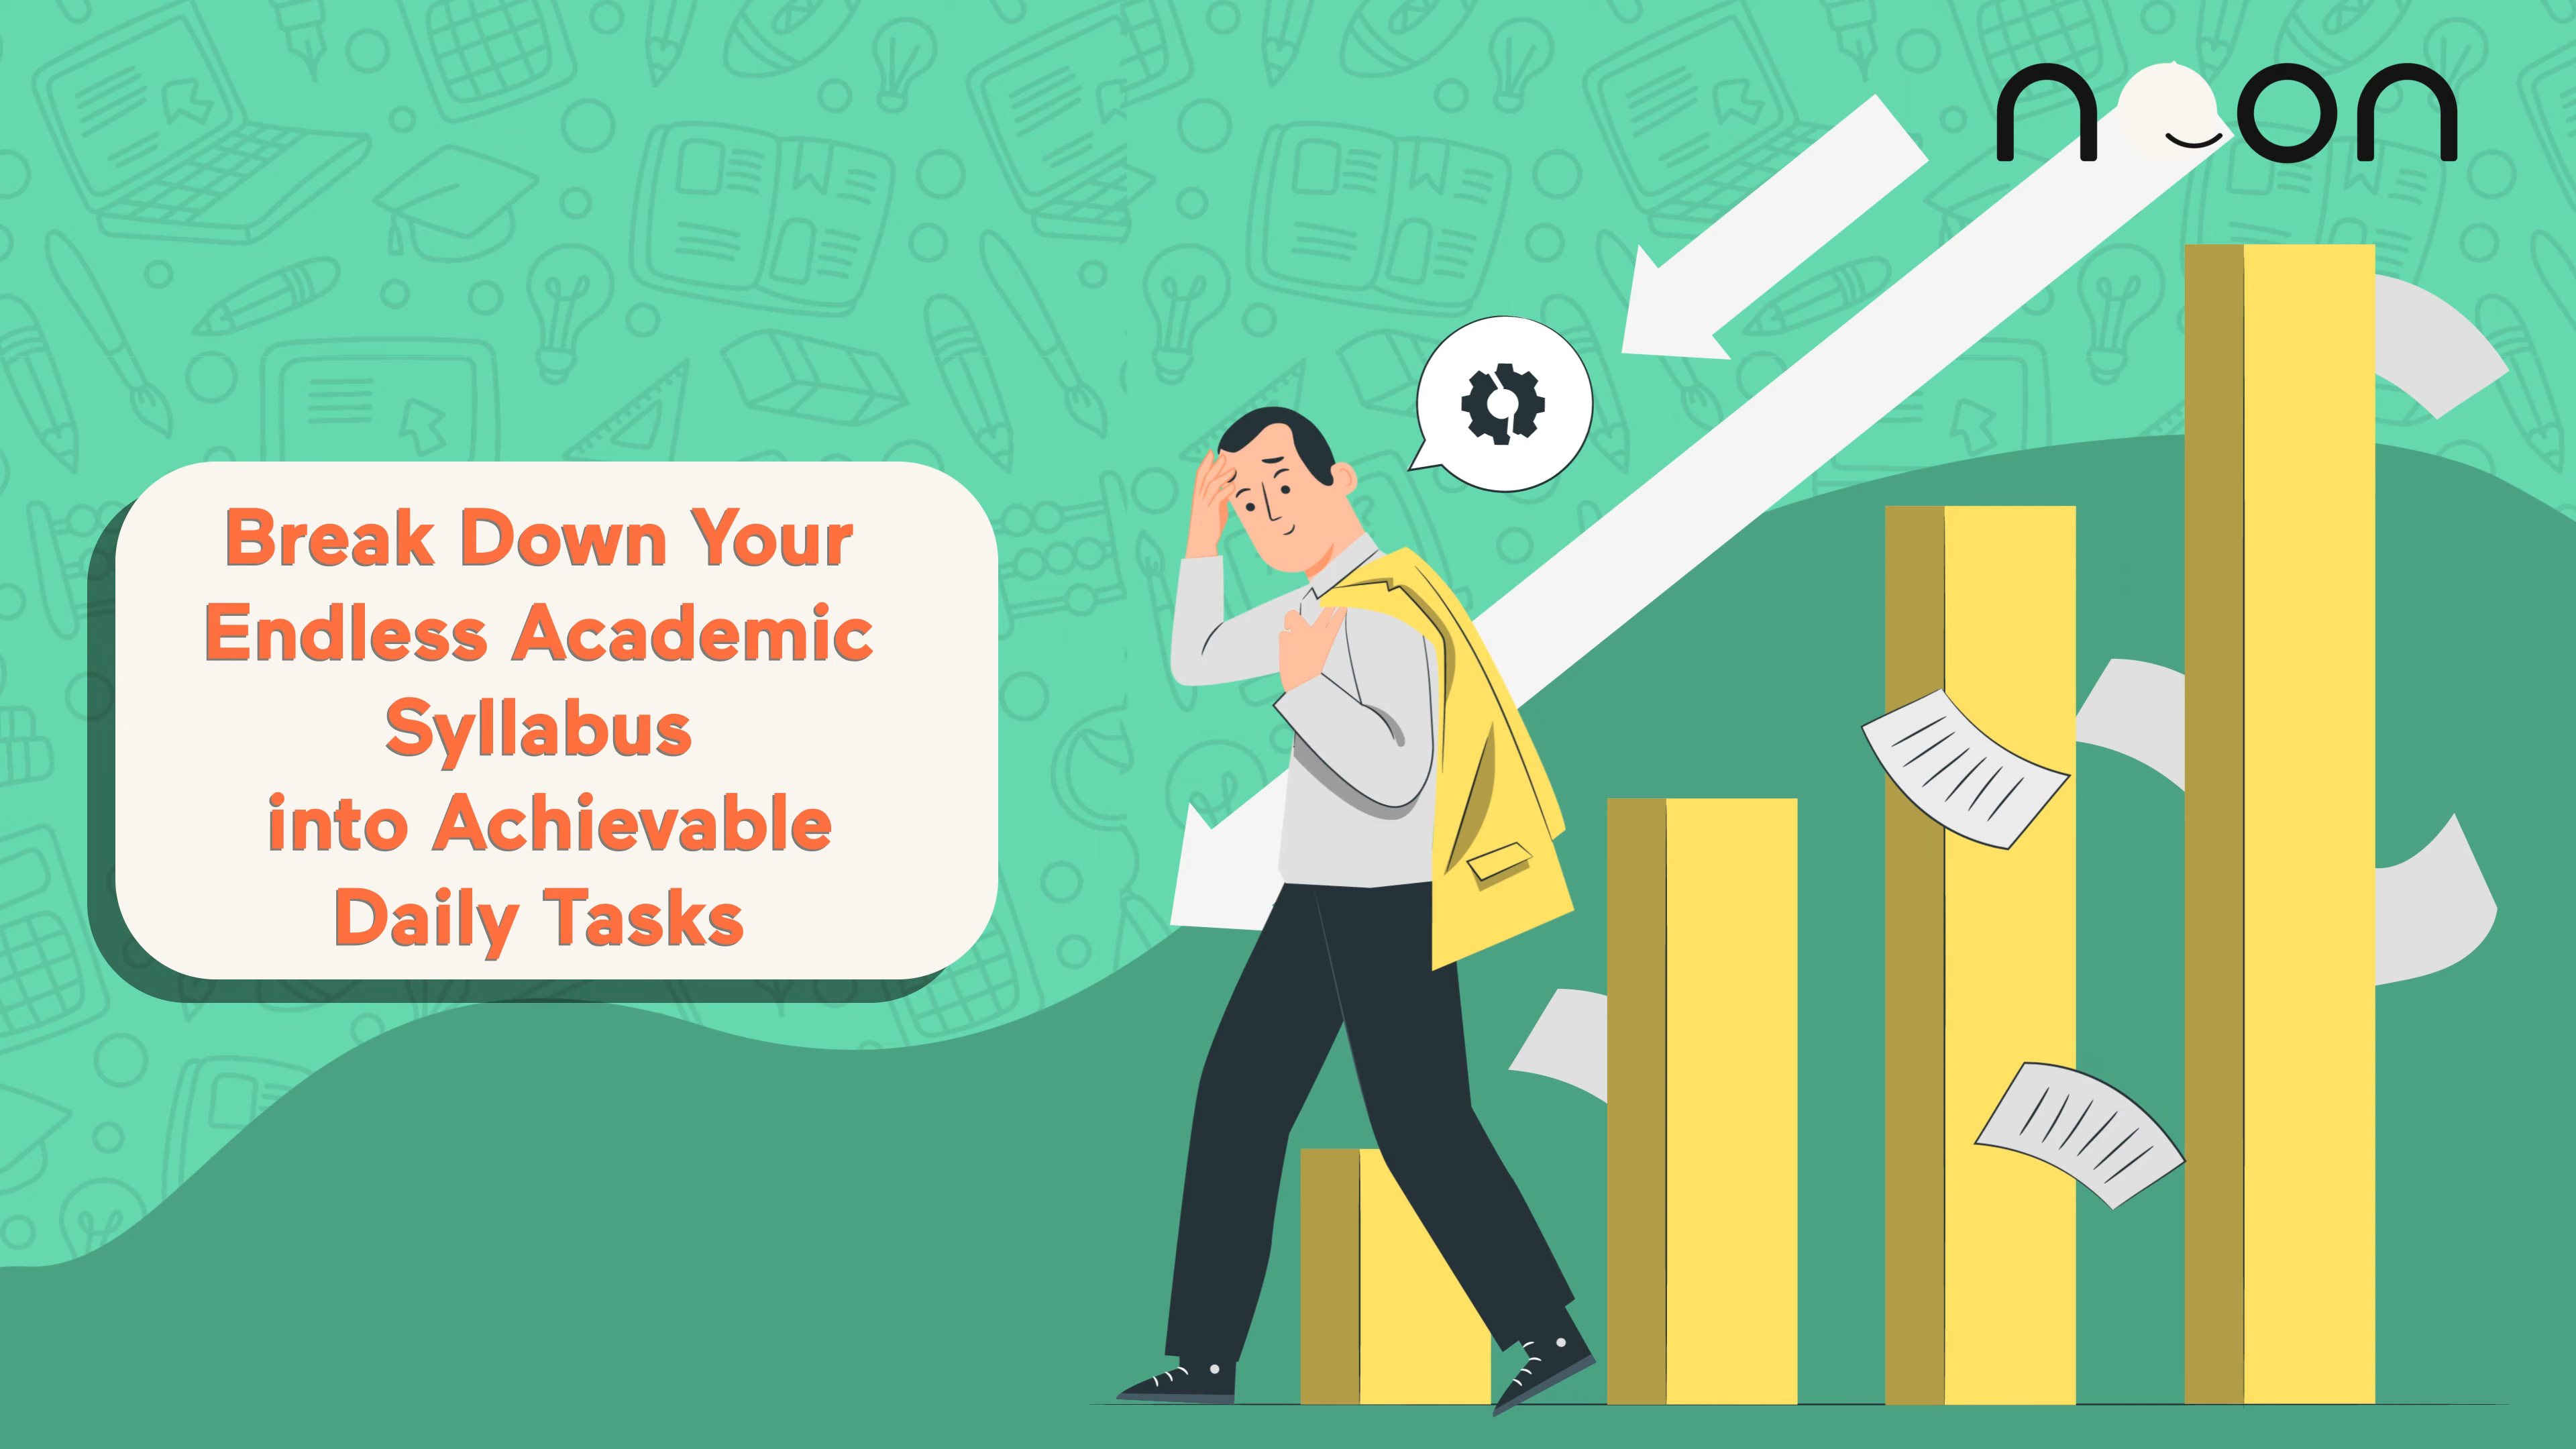 noon
Break Down Your
Endless Academic
Syllabus
into Achievable
Daily Tasks